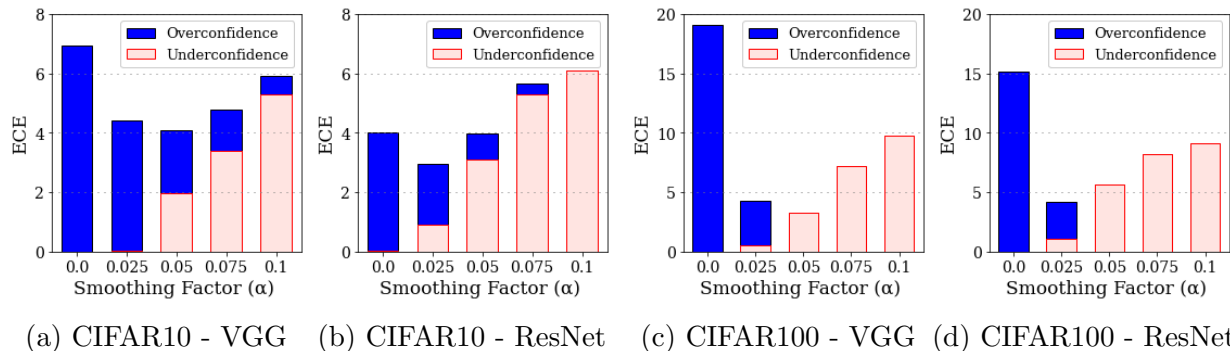 8
6
4
2
0
ECE
Overconfidence
Underconfidence
0.0 0.025 0.05 0.075 0.1
Smoothing Factor (α)
(a) CIFAR10 - VGG
8
6
4
2
0
ECE
Overconfidence
Underconfidence
0.0 0.025 0.05 0.075 0.1
Smoothing Factor (α)
(b) CIFAR10 - ResNet
20
15
10
5
0
ECE
Overconfidence
Underconfidence
0.0 0.025 0.05 0.075 0.1
Smoothing Factor (α)
(c) CIFAR100 - VGG
20
15
10
5
0
ECE
Overconfidence
Underconfidence
0.0 0.025 0.05 0.075 0.1
Smoothing Factor (α)
(d) CIFAR100 - ResNet